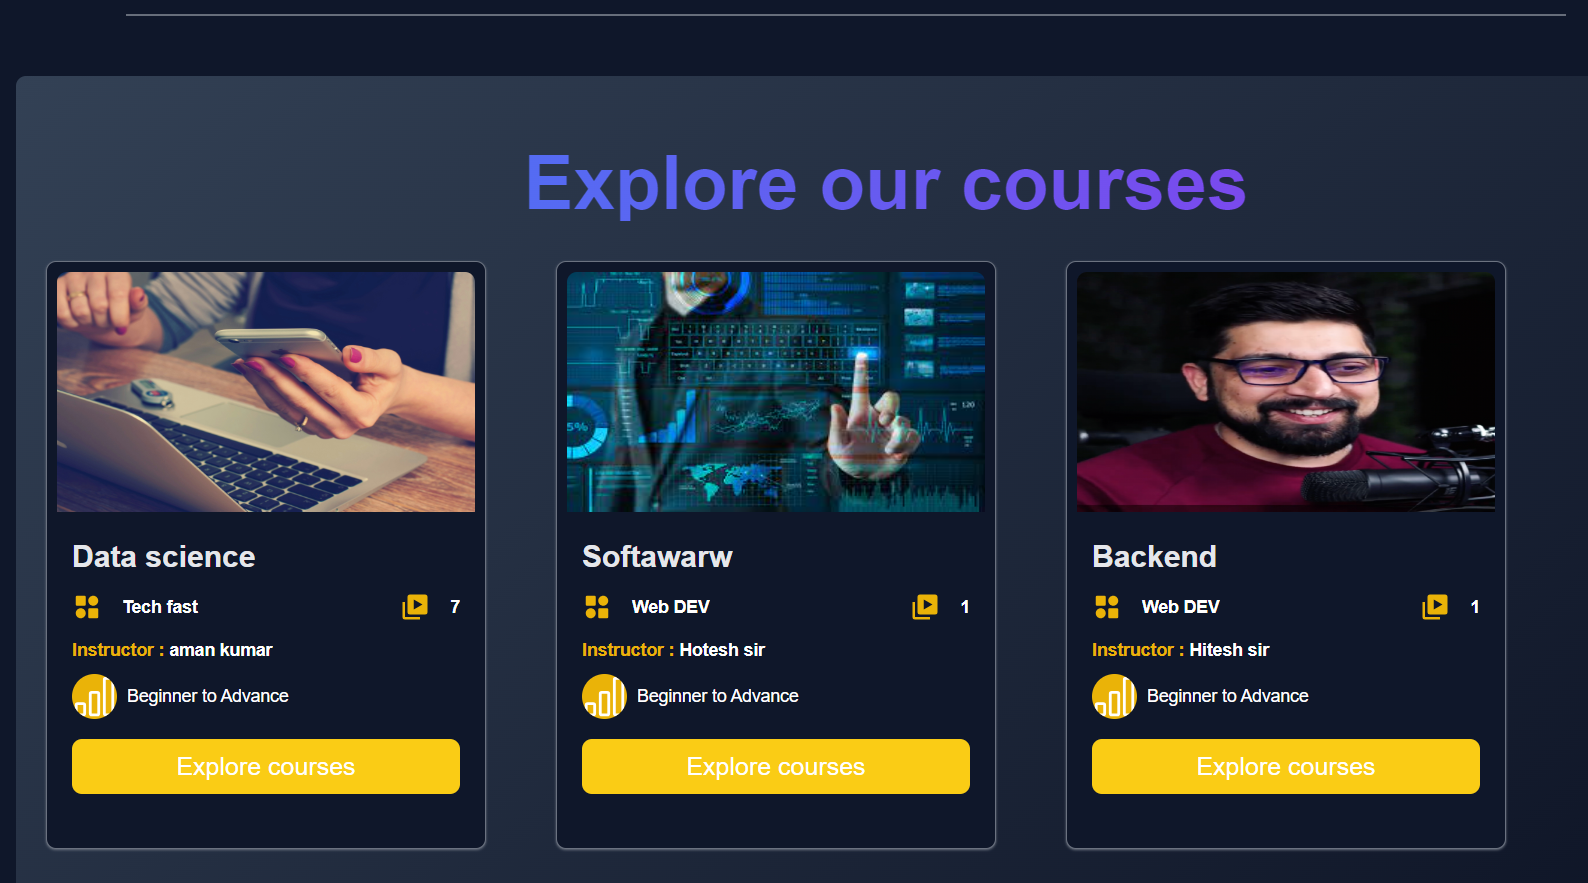 Explore our courses
Data science
Tech fast 7
Instructor : aman kumar
Beginner to Advance
Explore courses
Softawarw
Web DEV 1
Instructor : Hotesh sir
Beginner to Advance
Explore courses
Backend
Web DEV 1
Instructor : Hitesh sir
Beginner to Advance
Explore courses